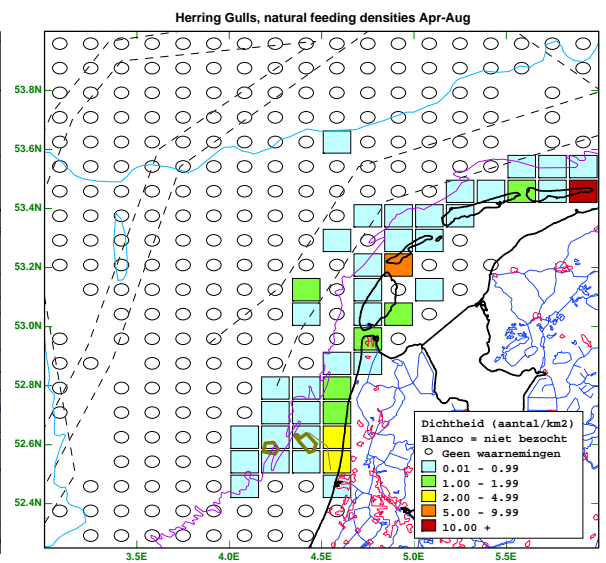 Herring Gulls, natural feeding densities Apr-Aug
53.8N
53.6N
53.4N
53.2N
53.0N
52.8N
52.6N
52.4N
3.5E 4.0E 4.5E 5.0E 5.5E
Dichtheid (aantal/km2)
Blanco = niet bezocht
Geen waarnemingen
0.01 - 0.99
1.00 - 1.99
2.00 - 4.99
5.00 - 9.99
10.00 +